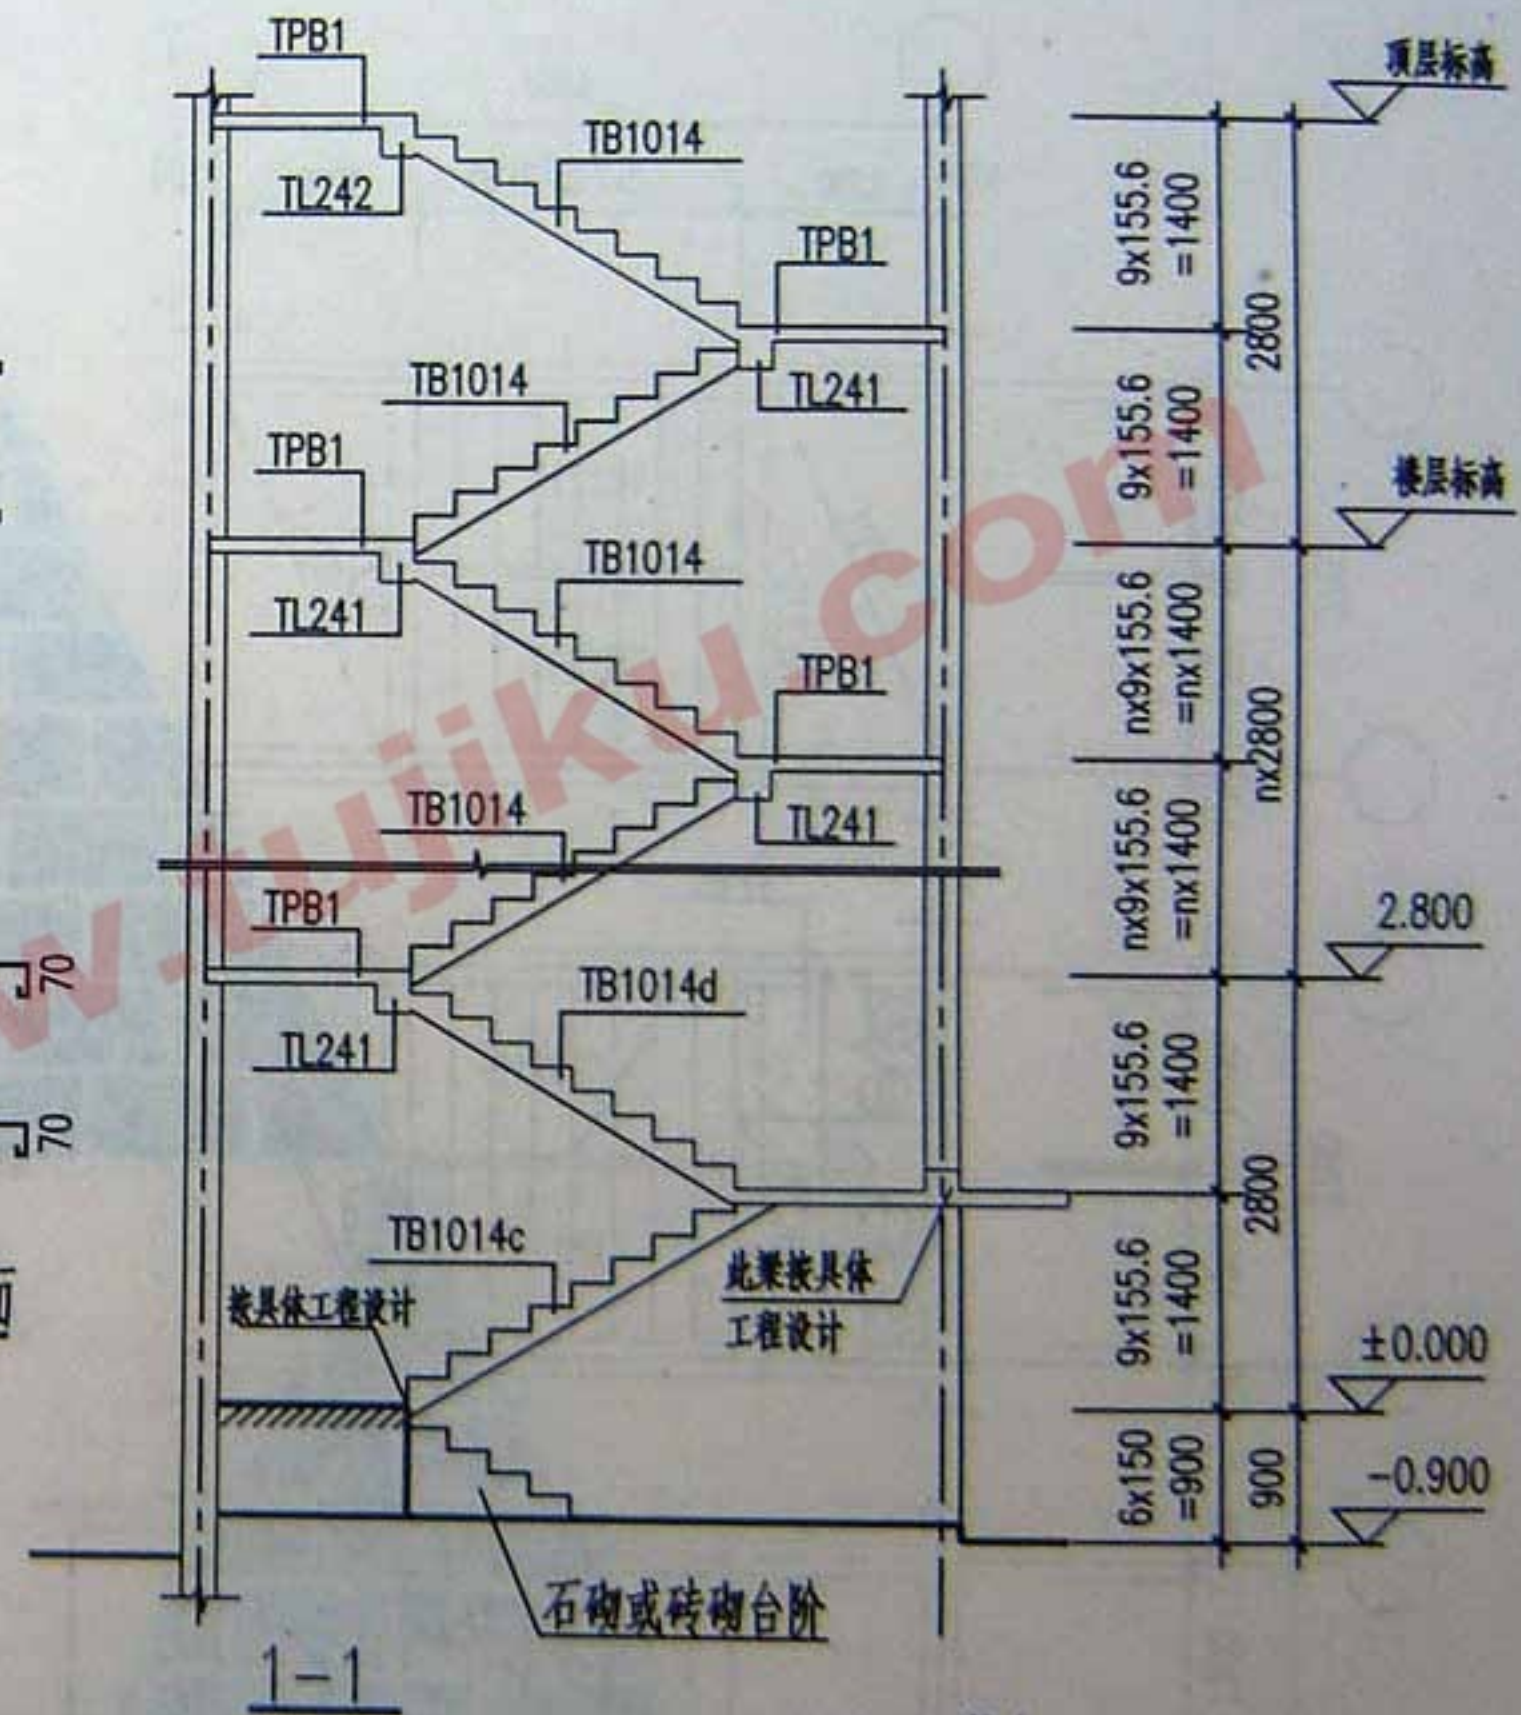 TPB1
顶层标高
TB1014
TL242
9x155.6
=1400
TPB1
2800
TB1014
TL241
9x155.6
=1400
TPB1
楼层标高
TB1014
TL241
nx9x155.6
=nx1400
TPB1
nx2800
TB1014
TL241
nx9x155.6
=nx1400
TPB1
2.800
70
TB1014d
TL241
9x155.6
=1400
70
2800
TB1014c
此梁按具体
工程设计
按具体工程设计
9x155.6
=1400
±0.000
6x150
=900
900
-0.900
石砌或砖砌台阶
1-1
w.jujiku.com